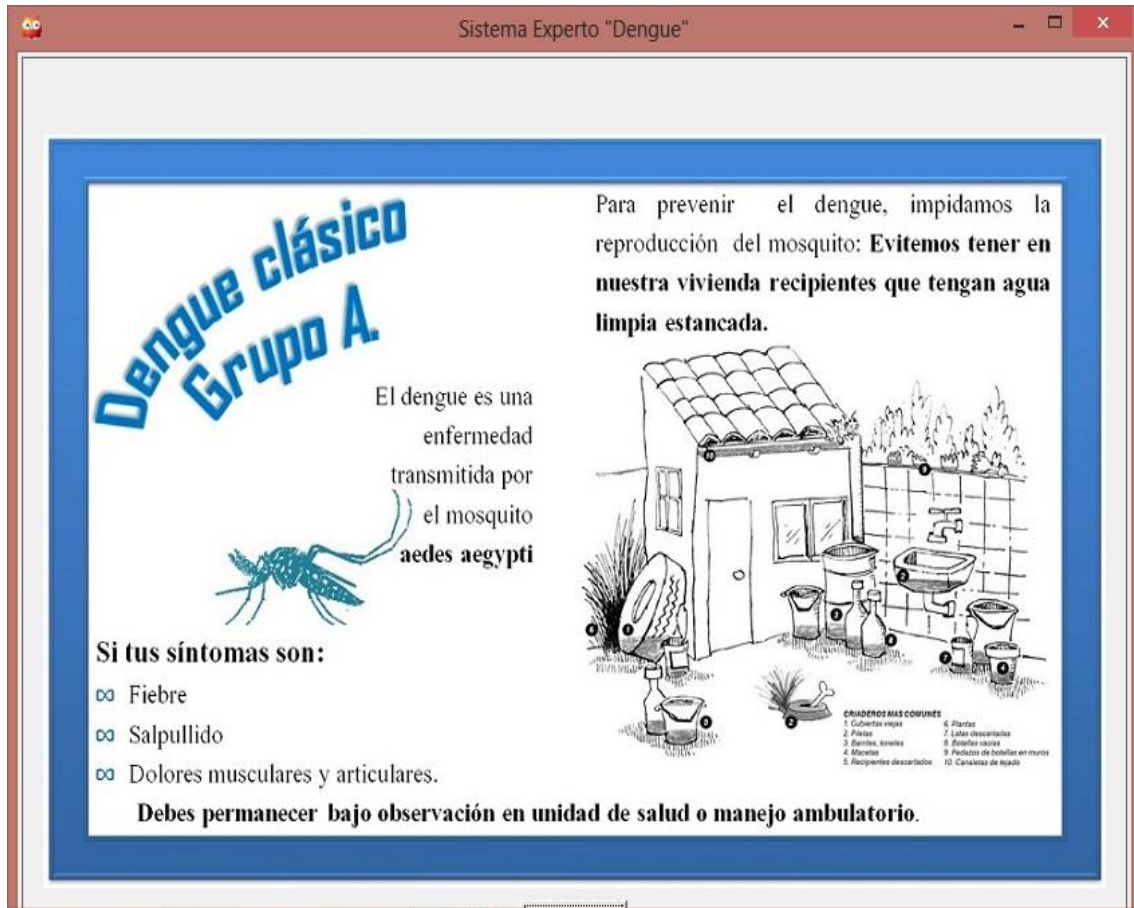 Sistema Experto "Dengue"
Dengue clásico
Grupo A.
El dengue es una
enfermedad
transmitida por
el mosquito
aedes aegypti
Si tus síntomas son:
Fiebre
Salpullido
Dolores musculares y articulares.
Debes permanecer bajo observación en unidad de salud o manejo ambulatorio.
Para prevenir el dengue, impidamos la
reproducción del mosquito: Evitemos tener en
nuestra vivienda recipientes que tengan agua
limpia estancada.
CRIADEROS MAS COMUNES
1. Cubiertas viejas
2. Piletas
3. Barriles, toneles
4. Macetas
5. Recipientes descartados
6. Plantas
7. Latas descartadas
8. Botellas vacias
9. Pedazos de botellas en muros
10. Canaletas de tejado